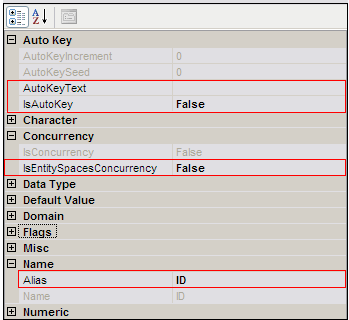 Auto Key
AutoKeyIncrement 0
AutoKeySeed 0
AutoKeyText
IsAutoKey False
Character
Concurrency
IsConcurrency False
IsEntitySpacesConcurrency False
Data Type
Default Value
Domain
Flags
Misc
Name
Alias ID
Name ID
Numeric